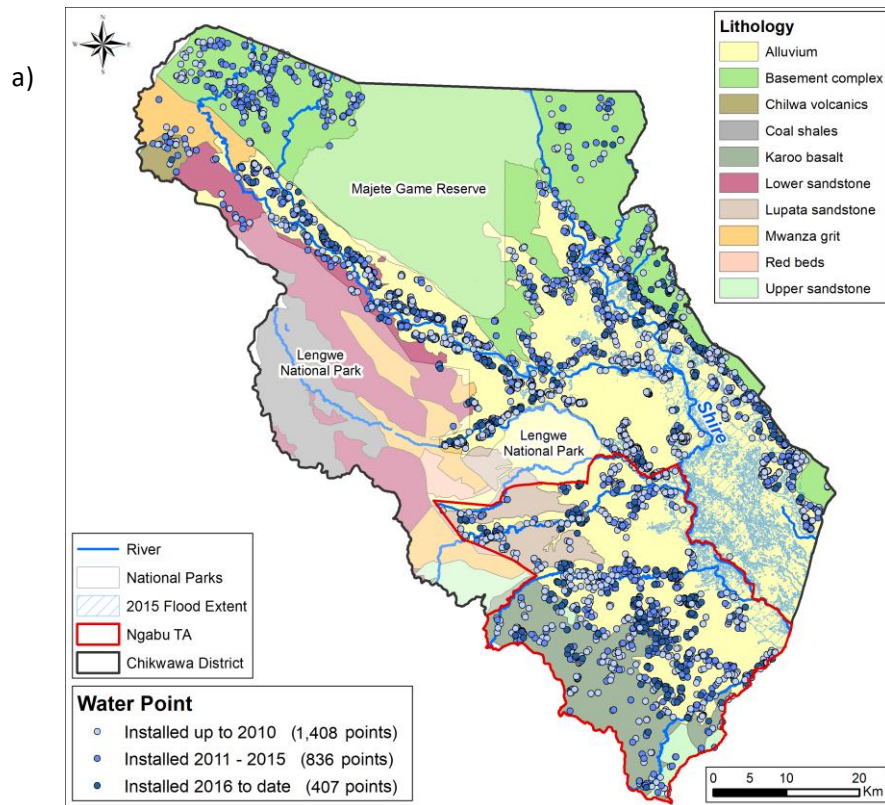 a)
N
W E
S
Lithology
Alluvium
Basement complex
Chilwa volcanics
Coal shales
Karoo basalt
Lower sandstone
Lupata sandstone
Mwanza grit
Red beds
Upper sandstone
Majete Game Reserve
Lengwe
National Park
Shire
Lengwe
National Park
River
National Parks
2015 Flood Extent
Ngabu TA
Chikwawa District
Water Point
Installed up to 2010 (1,408 points)
Installed 2011 - 2015 (836 points)
Installed 2016 to date (407 points)
0 5 10 20
Km